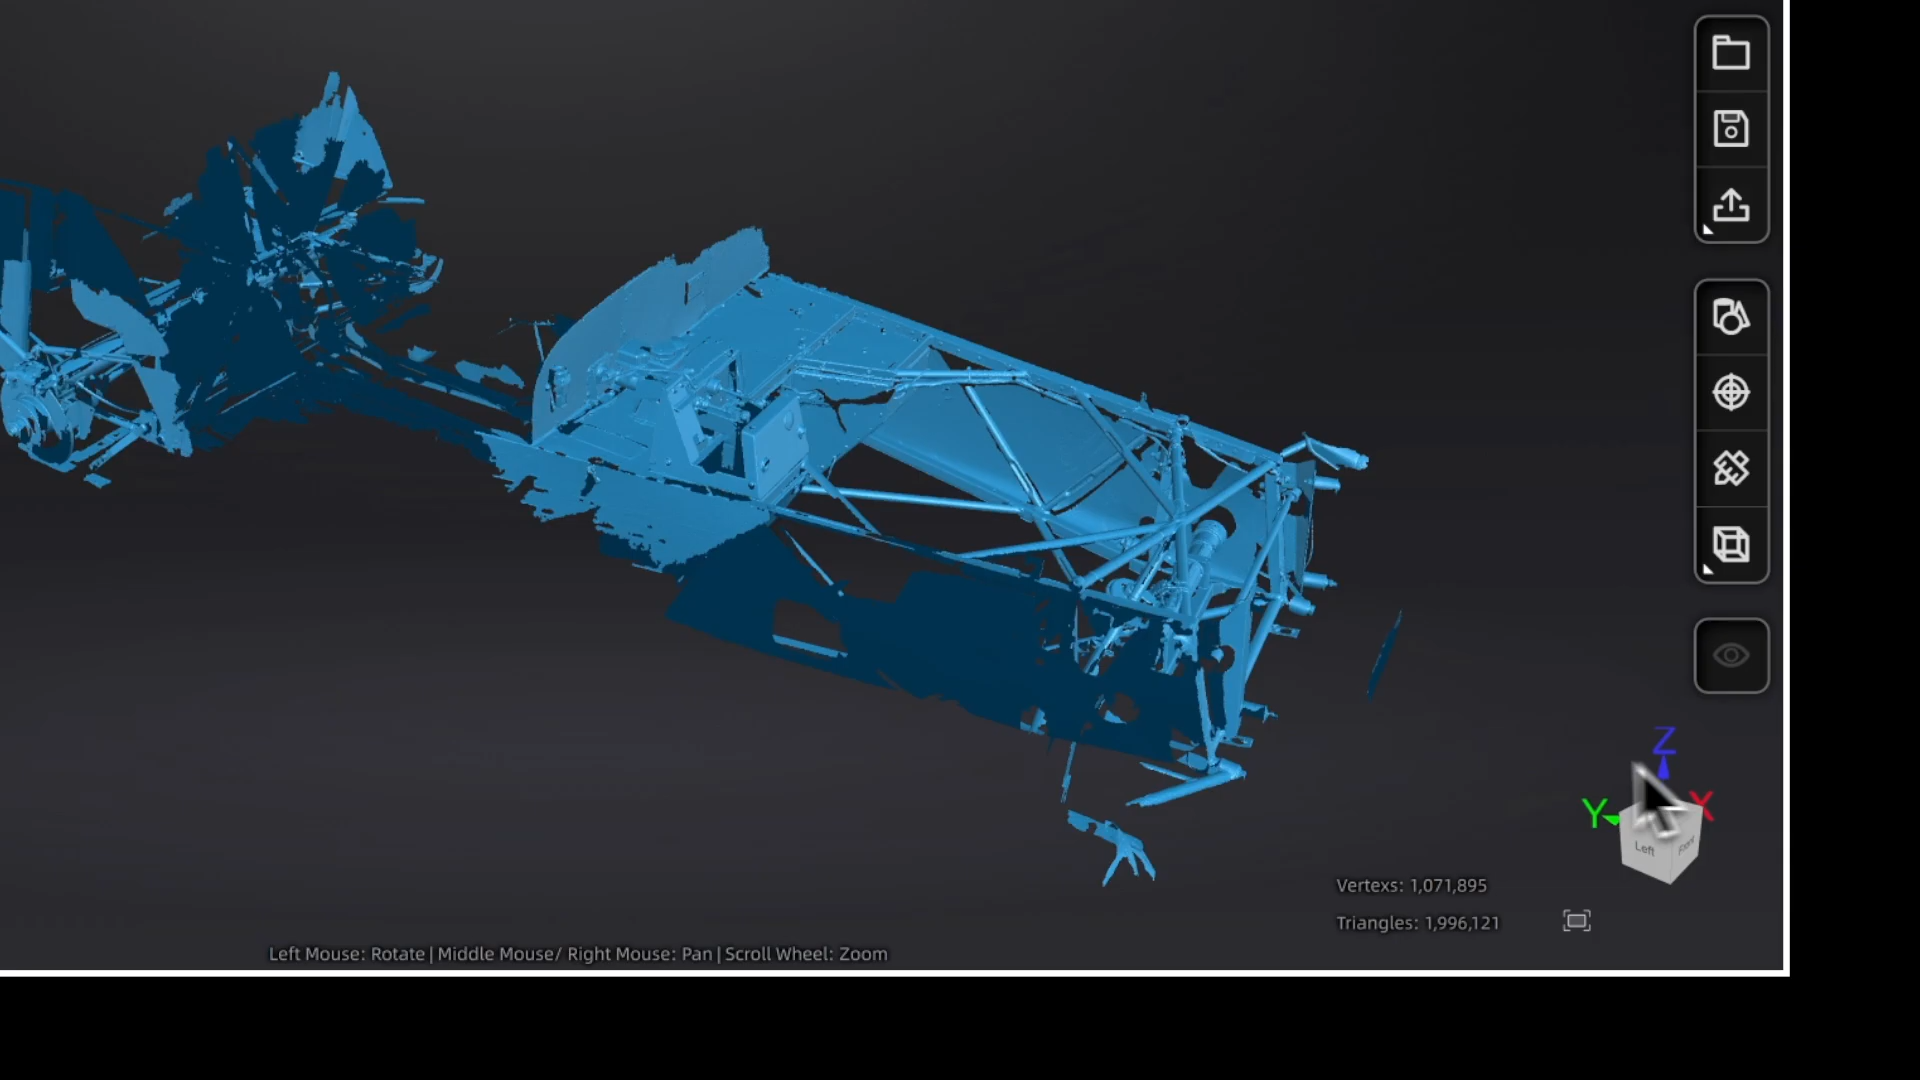 Z
Y
X
Left
Front
Vertexs: 1,071,895
Triangles: 1,996,121
Left Mouse: Rotate | Middle Mouse/ Right Mouse: Pan | Scroll Wheel: Zoom